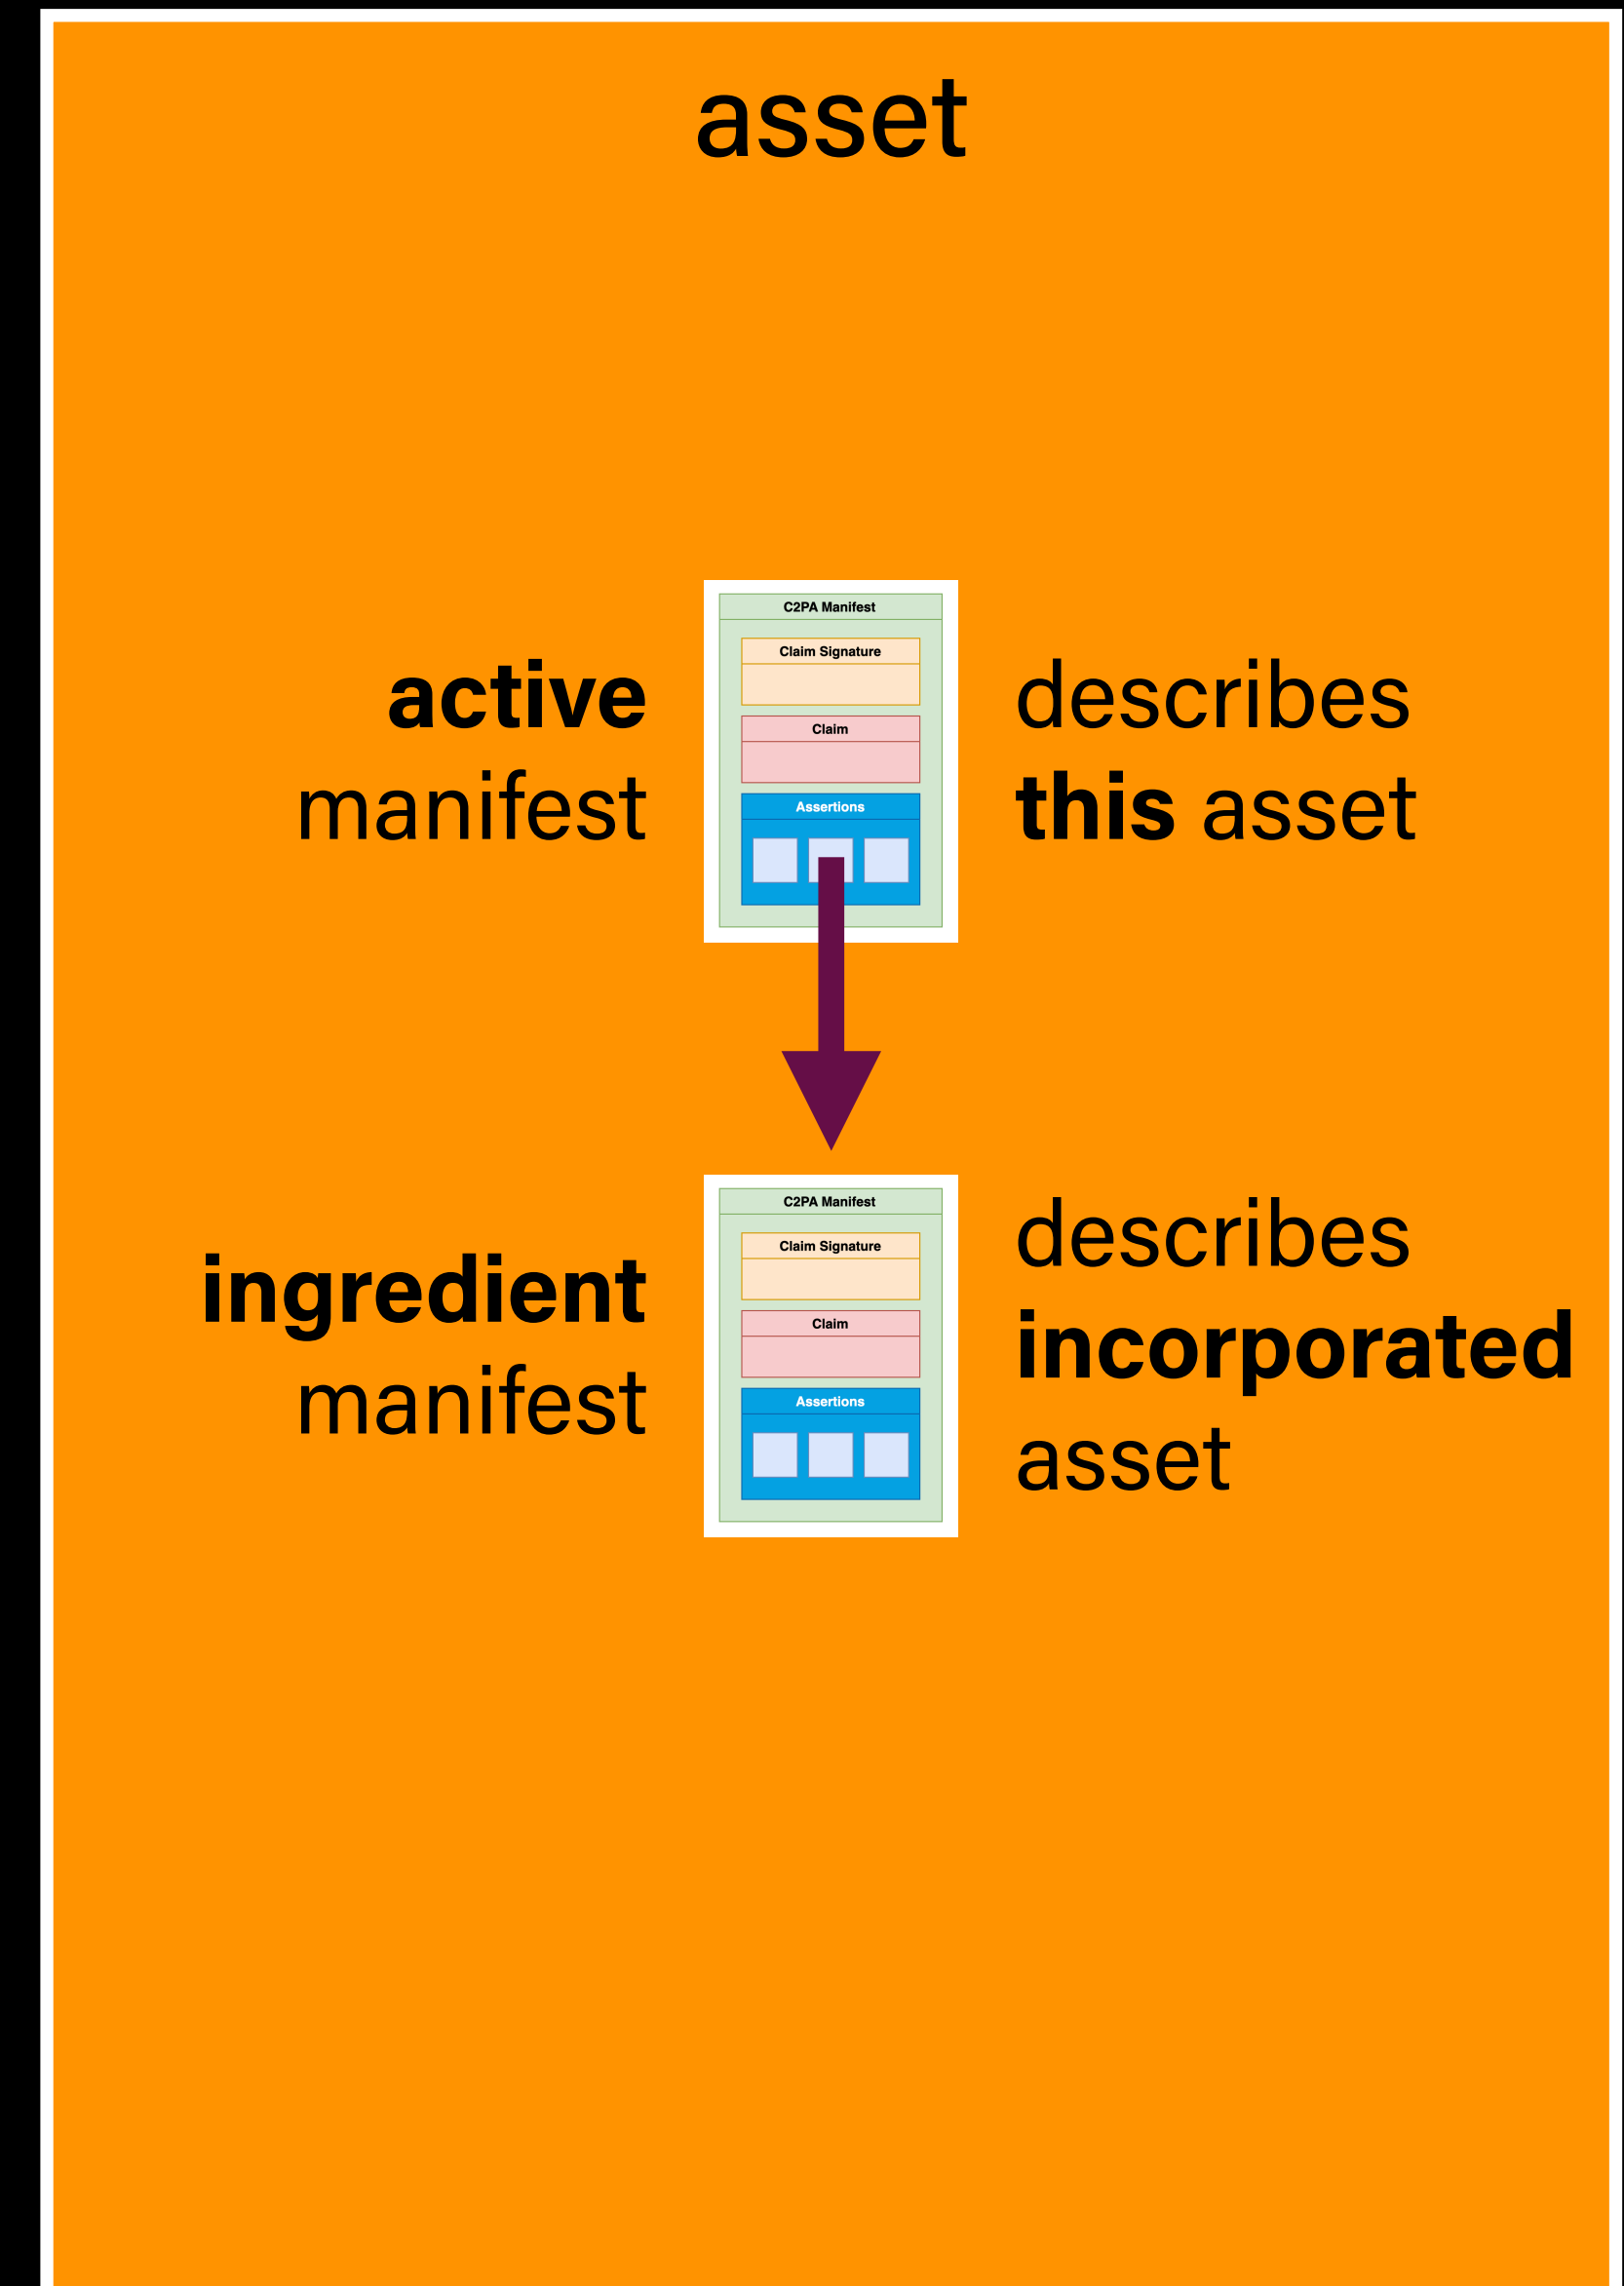 asset
C2PA Manifest
Claim Signature
Claim
Assertions
active
manifest
describes
this asset
C2PA Manifest
Claim Signature
Claim
Assertions
ingredient
manifest
describes
incorporated
asset